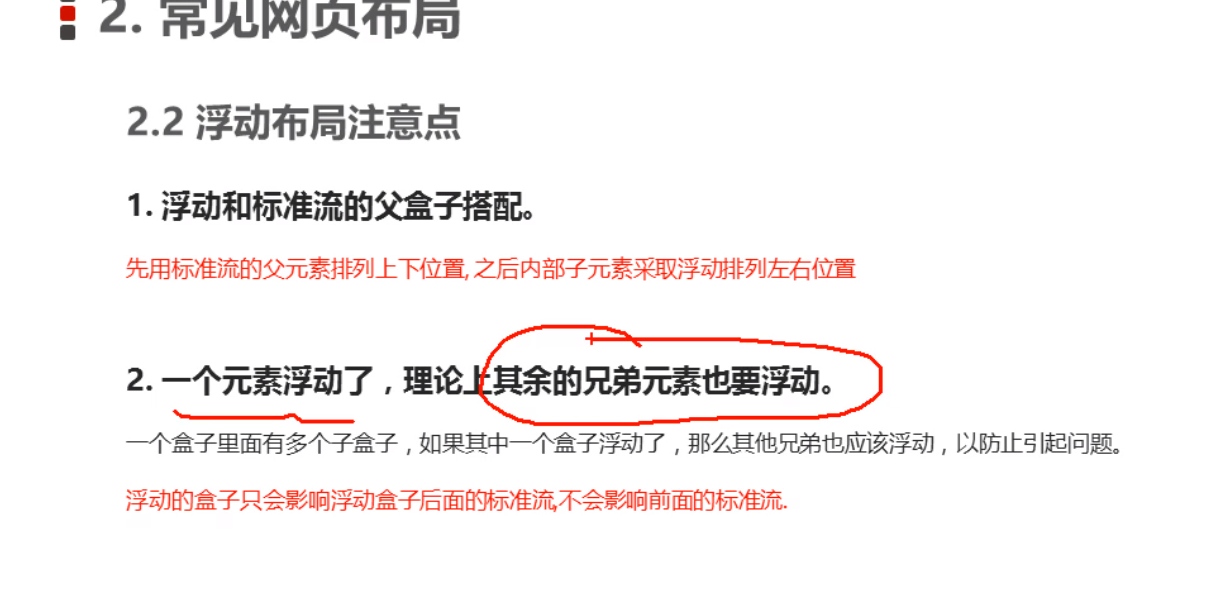 2. 常见网页布局
2.2 浮动布局注意点
1. 浮动和标准流的父盒子搭配。
先用标准流的父元素排列上下位置, 之后内部子元素采取浮动排列左右位置
2. 一个元素浮动了，理论上其余的兄弟元素也要浮动。
一个盒子里面有多个子盒子，如果其中一个盒子浮动了，那么其他兄弟也应该浮动，以防止引起问题。
浮动的盒子只会影响浮动盒子后面的标准流,不会影响前面的标准流.